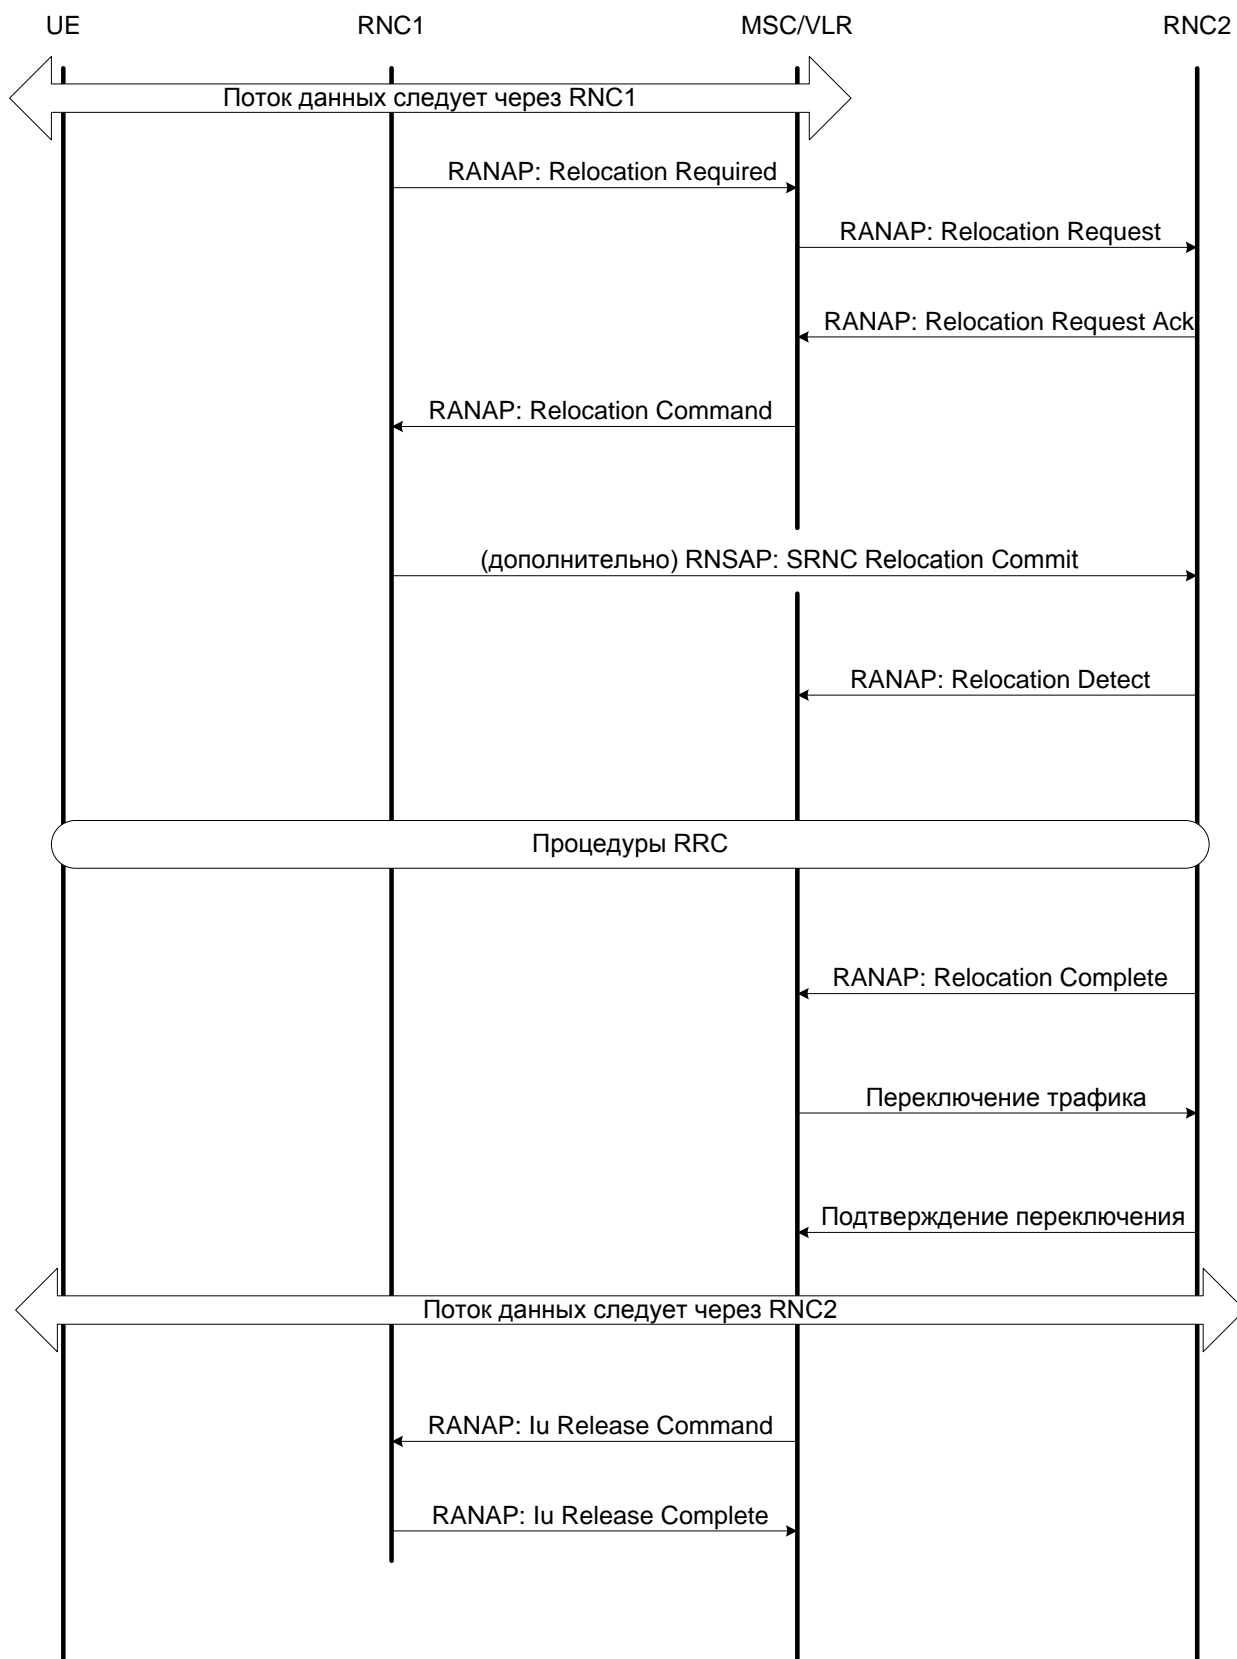 UE
RNC1
MSC/VLR
RNC2
Поток данных следует через RNC1
RANAP: Relocation Required
RANAP: Relocation Request
RANAP: Relocation Request Ack
RANAP: Relocation Command
(дополнительно) RNSAP: SRNC Relocation Commit
RANAP: Relocation Detect
Процедуры RRC
RANAP: Relocation Complete
Переключение трафика
Подтверждение переключения
Поток данных следует через RNC2
RANAP: Iu Release Command
RANAP: Iu Release Complete